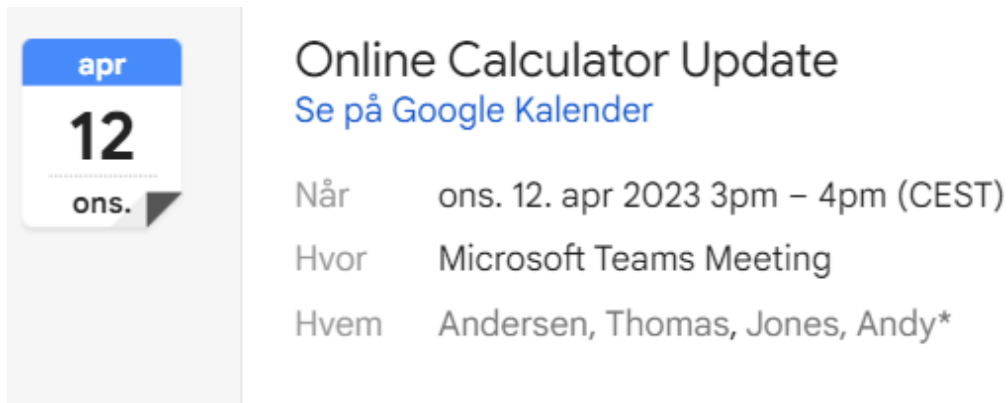 apr
12
ons.
Online Calculator Update
Se på Google Kalender
Når ons. 12. apr 2023 3pm – 4pm (CEST)
Hvor Microsoft Teams Meeting
Hvem Andersen, Thomas, Jones, Andy*